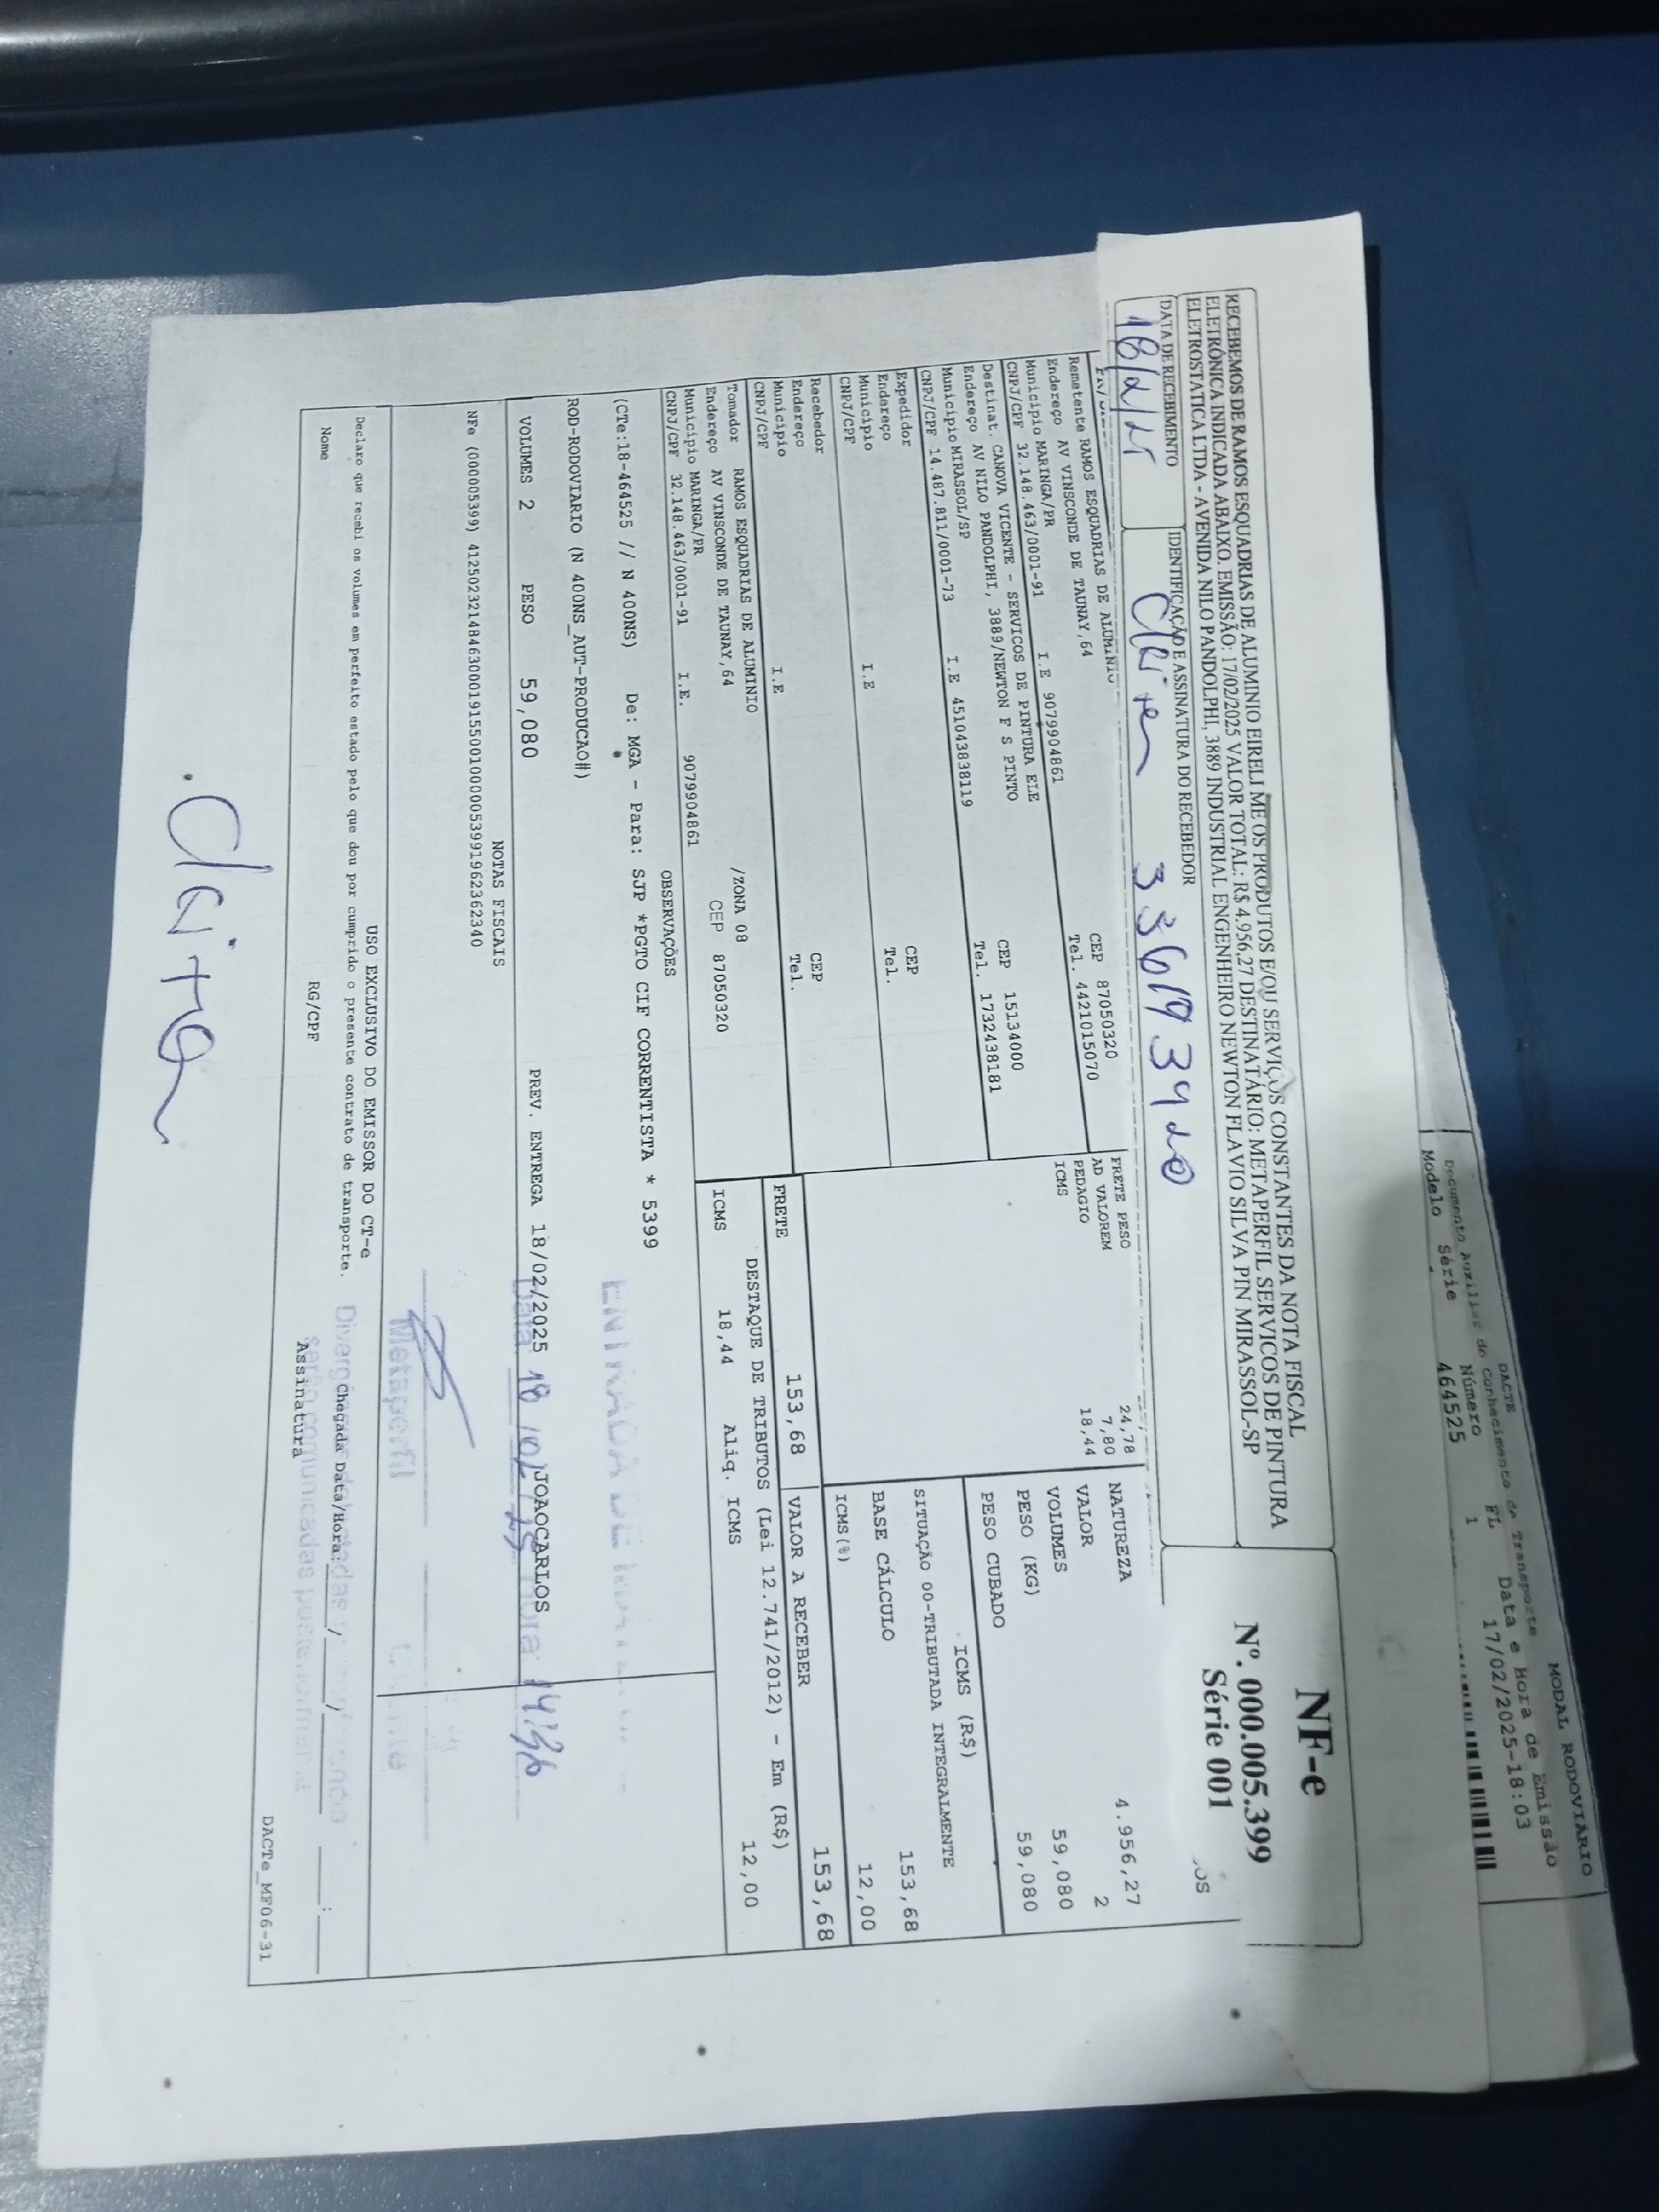 MODAL RODOVIÁRIO
DACTE
Documento Auxiliar do Conhecimento de Transporte
Modelo Série Número FL Data e Hora de Emissão
464525 1 17/02/2025-18:03
RECEBEMOS DE RAMOS ESQUADRIAS DE ALUMINIO EIRELI ME OS PRODUTOS E/OU SERVIÇOS CONSTANTES DA NOTA FISCAL
ELETRÔNICA INDICADA ABAIXO. EMISSÃO: 17/02/2025 VALOR TOTAL: R$ 4.956,27 DESTINATÁRIO: METAPERFIL SERVICOS DE PINTURA
ELETROSTATICA LTDA - AVENIDA NILO PANDOLPHI, 3889 INDUSTRIAL ENGENHEIRO NEWTON FLAVIO SILVA PIN MIRASSOL-SP
DATA DE RECEBIMENTO
18/2/25
IDENTIFICAÇÃO E ASSINATURA DO RECEBEDOR
NF-e
Nº. 000.005.399
Série 001
Remetente RAMOS ESQUADRIAS DE ALUMINIO
Endereço AV VINSCONDE DE TAUNAY,64 CEP 87050320
Município MARINGA/PR Tel. 4421015070
CNPJ/CPF 32.148.463/0001-91 I.E 9079904861
Destinat. CANOVA VICENTE - SERVICOS DE PINTURA ELE
Endereço AV NILO PANDOLPHI, 3889/NEWTON F S PINTO CEP 15134000
Município MIRASSOL/SP Tel. 1732438181
CNPJ/CPF 14.487.811/0001-73 I.E 451043838119
Expedidor
Endereço CEP
Município Tel.
CNPJ/CPF I.E
Recebedor
Endereço CEP
Município Tel.
CNPJ/CPF I.E
Tomador RAMOS ESQUADRIAS DE ALUMINIO
Endereço AV VINSCONDE DE TAUNAY,64 /ZONA 08
Município MARINGA/PR CEP 87050320
CNPJ/CPF 32.148.463/0001-91 I.E. 9079904861
FRETE PESO 24,78
AD VALOREM 7,80
PEDAGIO 18,44
ICMS
NATUREZA
VALOR 4.956,27
VOLUMES 2
PESO (KG) 59,080
PESO CUBADO 59,080
ICMS (R$)
SITUAÇÃO 00-TRIBUTADA INTEGRALMENTE
BASE CÁLCULO 153,68
ICMS(%) 12,00
FRETE 153,68 VALOR A RECEBER 153,68
DESTAQUE DE TRIBUTOS (Lei 12.741/2012) - Em (R$)
ICMS 18,44 Aliq. ICMS 12,00
OBSERVAÇÕES
(CTe:18-464525 // N 400NS) De: MGA - Para: SJP *PGTO CIF CORRENTISTA * 5399
ROD-RODOVIARIO (N 400NS_AUT-PRODUCAO#)
VOLUMES 2 PESO 59,080 PREV. ENTREGA 18/02/2025 JOAOCARLOS
Data: 18/02/25 Hora:
NOTAS FISCAIS
NFe (000005399) 41250232148463000191550010000053991962362340
Metaperfil
USO EXCLUSIVO DO EMISSOR DO CT-e
Declaro que recebi os volumes em perfeito estado pelo que dou por cumprido o presente contrato de transporte. Chegada Data/Hora: / / :
Nome RG/CPF Assinatura
DACTe_MF06-31